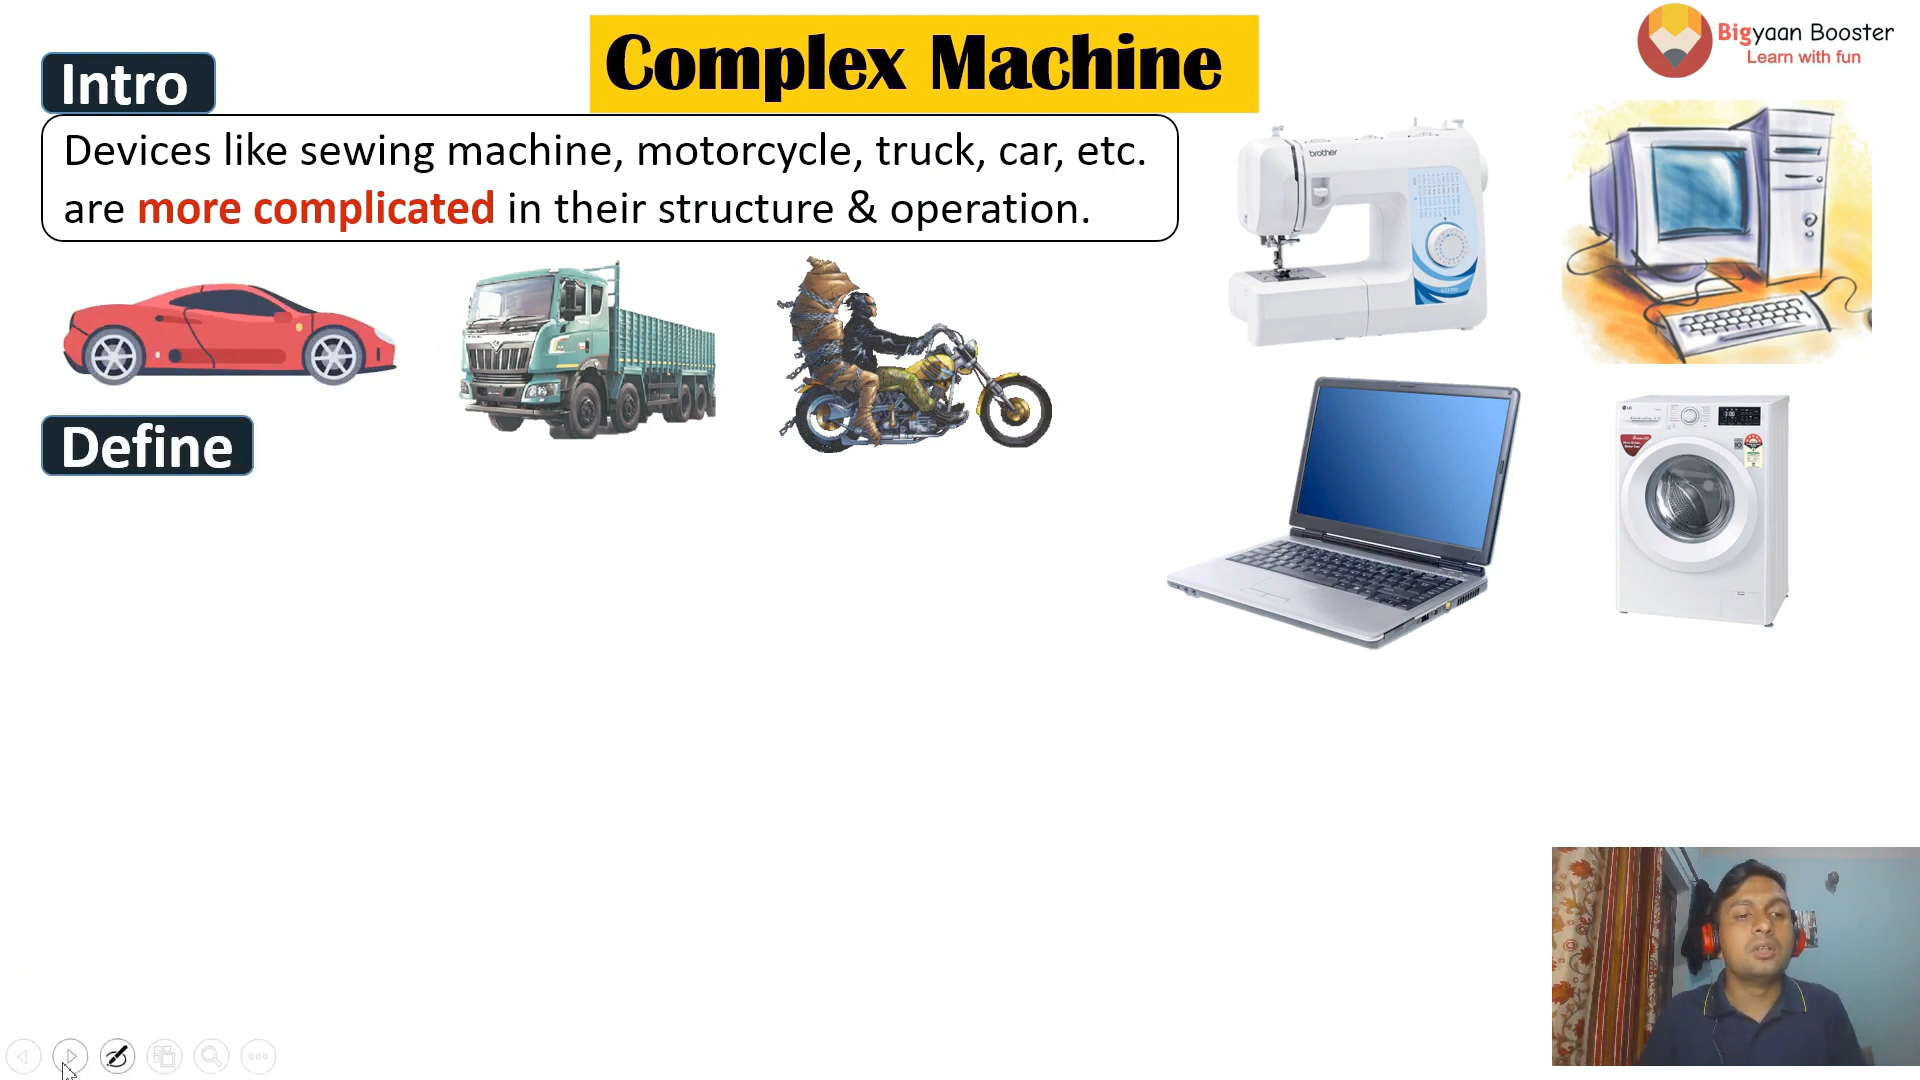 Complex Machine
Bigyaan Booster
Learn with fun
Intro
Devices like sewing machine, motorcycle, truck, car, etc.
are more complicated in their structure & operation.
brother
LG
Define